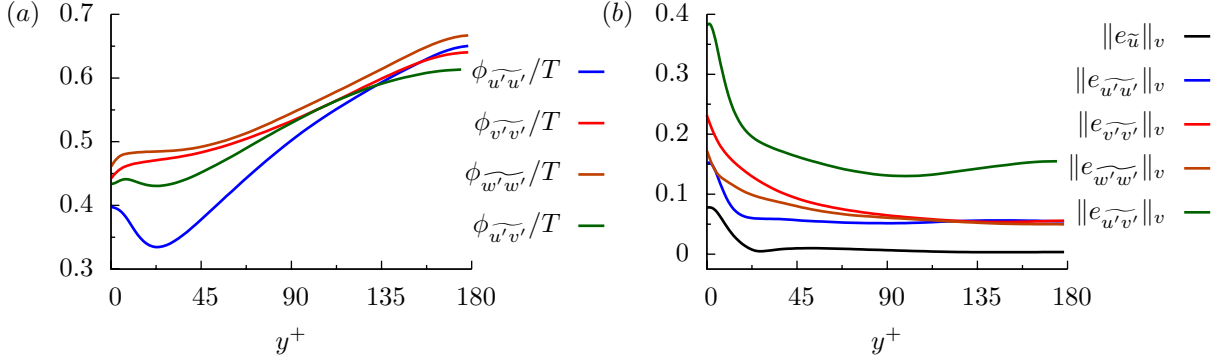 (a)
0.7
0.6
0.5
0.4
0.3
0 45 90 135 180
y⁺
ϕ_{\widetilde{u′u′}}/T
ϕ_{\widetilde{v′v′}}/T
ϕ_{\widetilde{w′w′}}/T
ϕ_{\widetilde{u′v′}}/T
(b)
0.4
0.3
0.2
0.1
0
0 45 90 135 180
y⁺
‖e_{\widetilde{u}}‖_v
‖e_{\widetilde{u′u′}}‖_v
‖e_{\widetilde{v′v′}}‖_v
‖e_{\widetilde{w′w′}}‖_v
‖e_{\widetilde{u′v′}}‖_v